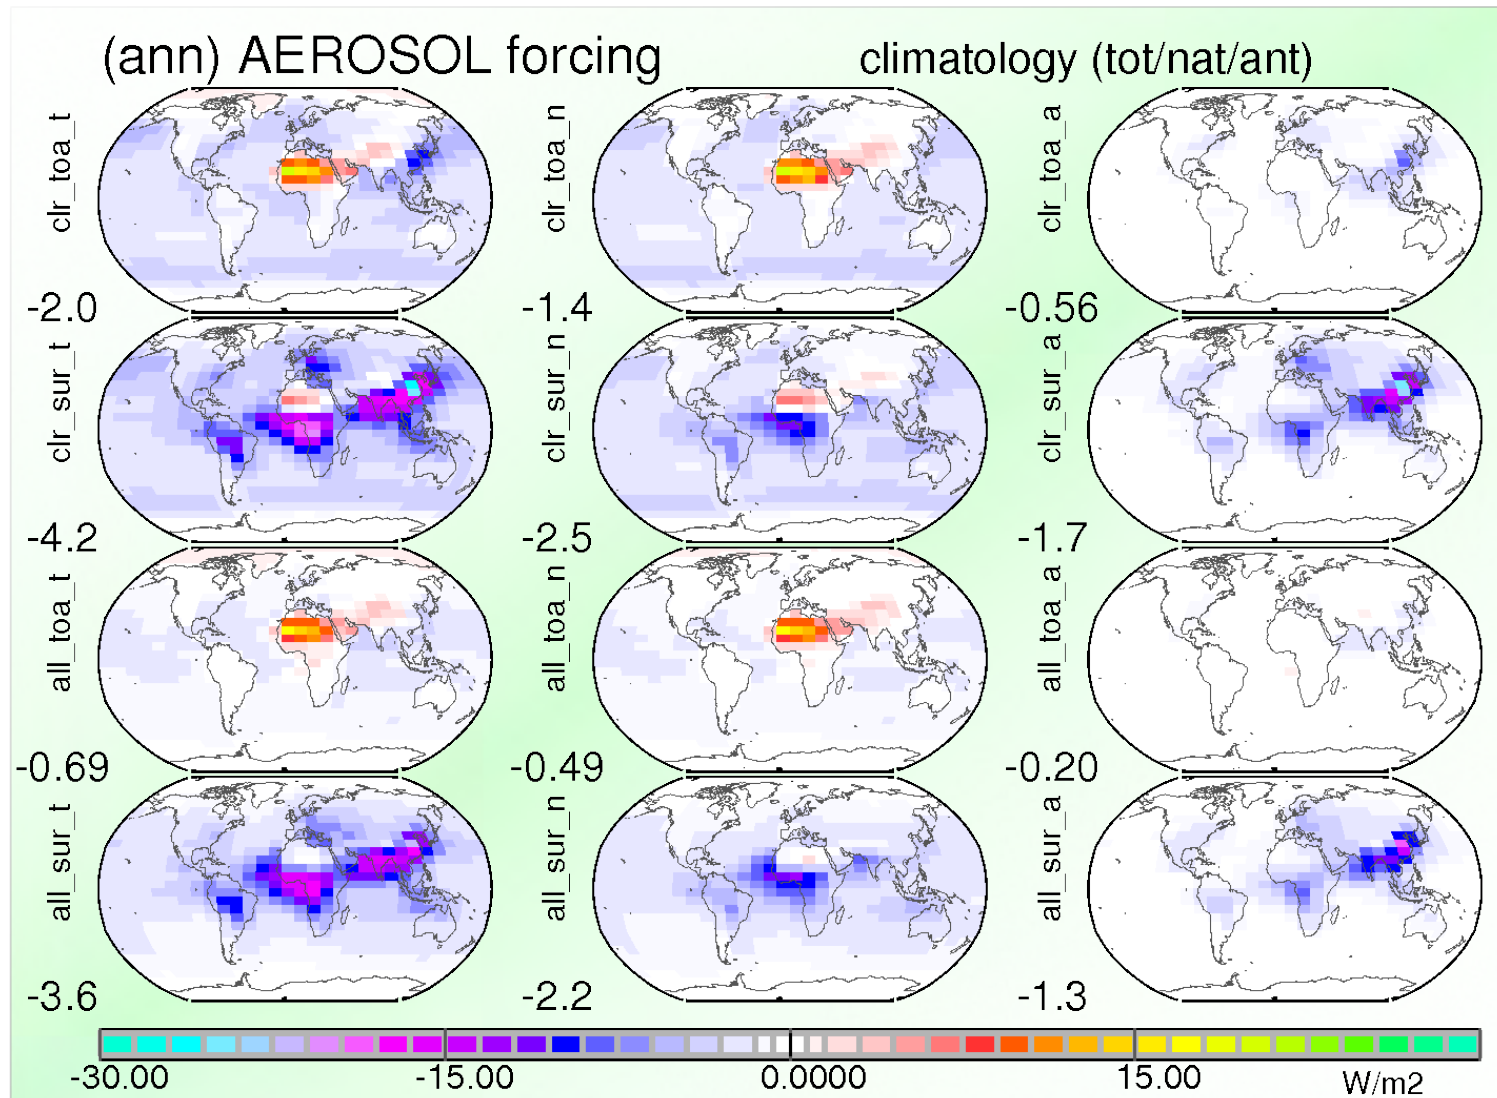 (ann) AEROSOL forcing climatology (tot/nat/ant)
clr_toa_t clr_toa_n clr_toa_a
-2.0 -1.4 -0.56
clr_sur_t clr_sur_n clr_sur_a
-4.2 -2.5 -1.7
all_toa_t all_toa_n all_toa_a
-0.69 -0.49 -0.20
all_sur_t all_sur_n all_sur_a
-3.6 -2.2 -1.3
-30.00 -15.00 0.0000 15.00 W/m2